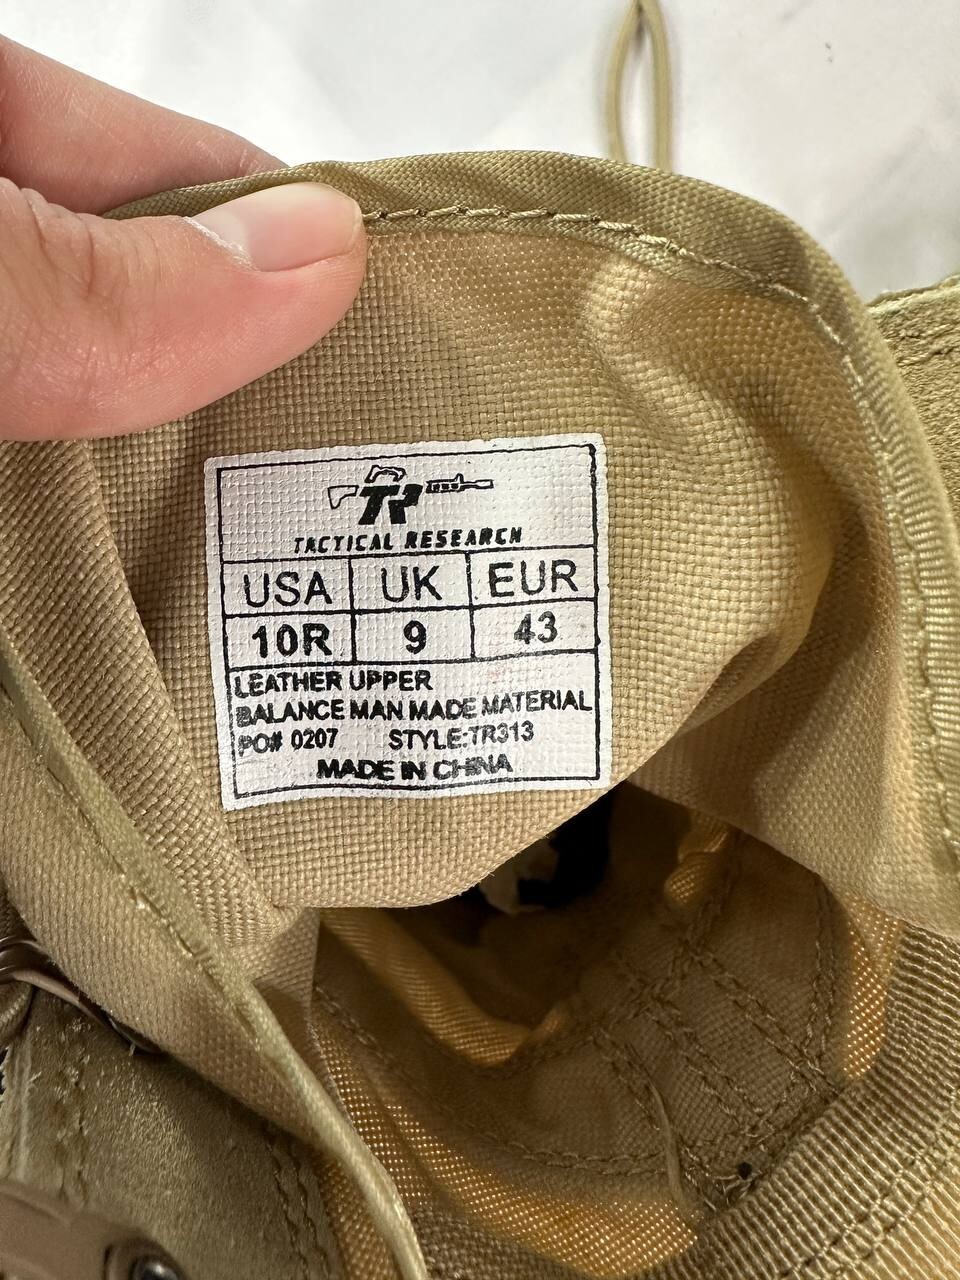 TR
TACTICAL RESEARCH
USA UK EUR
10R 9 43
LEATHER UPPER
BALANCE MAN MADE MATERIAL
PO# 0207 STYLE:TR313
MADE IN CHINA